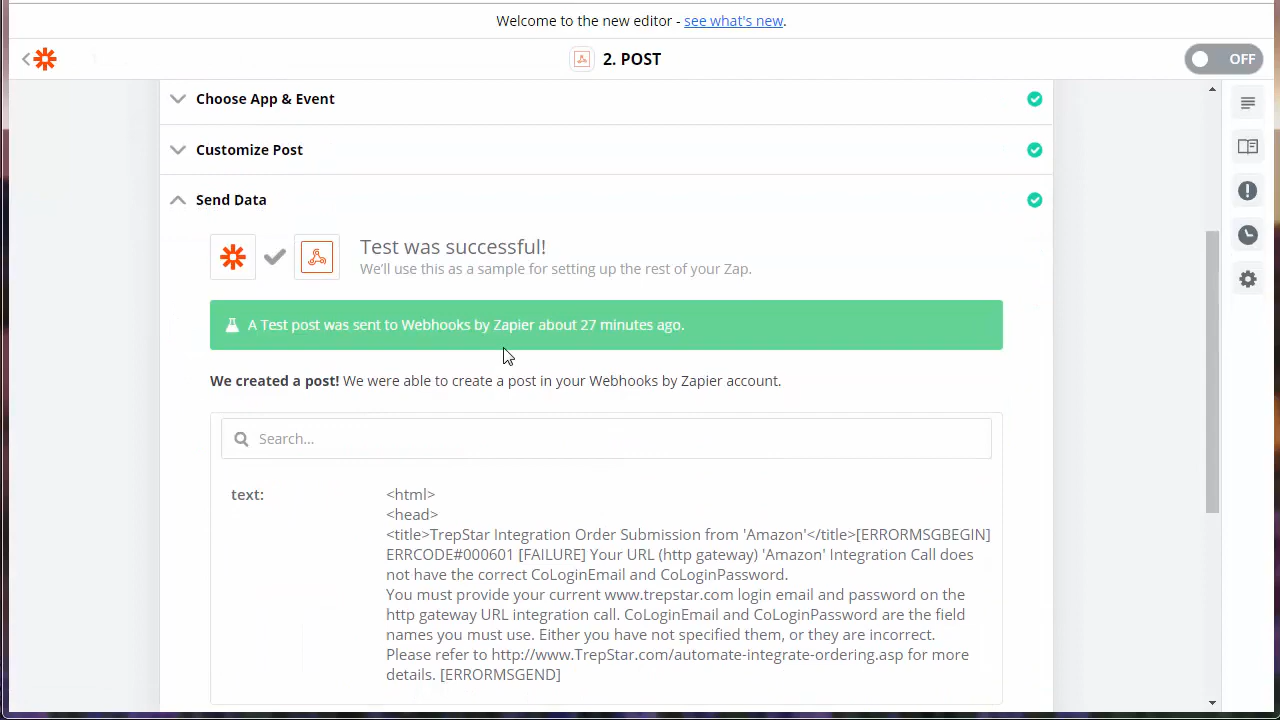 Welcome to the new editor - see what's new.
2. POST
OFF
Choose App & Event
Customize Post
Send Data
Test was successful!
We'll use this as a sample for setting up the rest of your Zap.
A Test post was sent to Webhooks by Zapier about 27 minutes ago.
We created a post! We were able to create a post in your Webhooks by Zapier account.
Search...
text:
<html>
<head>
<title>TrepStar Integration Order Submission from 'Amazon'</title>[ERRORMSGBEGIN]
ERRCODE#000601 [FAILURE] Your URL (http gateway) 'Amazon' Integration Call does
not have the correct CoLoginEmail and CoLoginPassword.
You must provide your current www.trepstar.com login email and password on the
http gateway URL integration call. CoLoginEmail and CoLoginPassword are the field
names you must use. Either you have not specified them, or they are incorrect.
Please refer to http://www.TrepStar.com/automate-integrate-ordering.asp for more
details. [ERRORMSGEND]